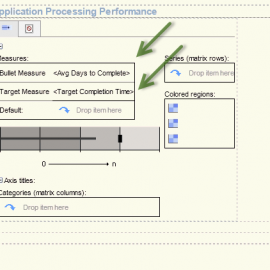 pplication Processing Performance
easures:
Series (matrix rows):
Bullet Measure <Avg Days to Complete>
Drop item here
Target Measure <Target Completion Time>
Colored regions:
Default: Drop item here
0 n
Axis titles:
Categories (matrix columns):
Drop item here